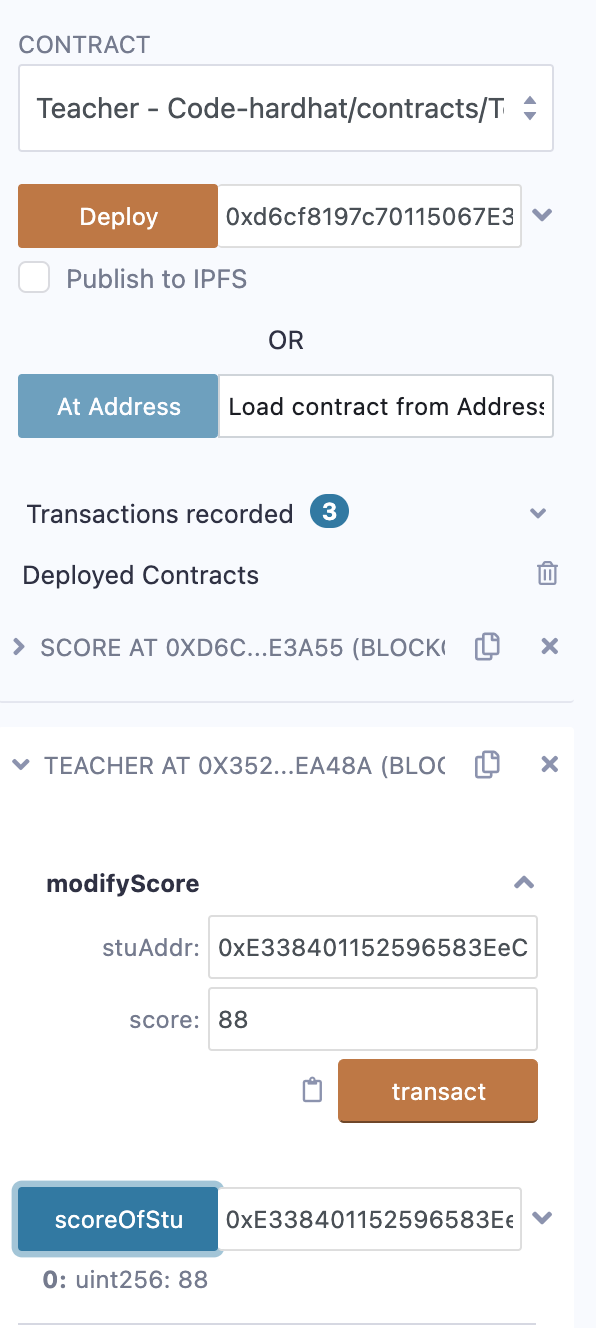 CONTRACT
Teacher - Code-hardhat/contracts/T
Deploy 0xd6cf8197c70115067E3
Publish to IPFS
OR
At Address Load contract from Address
Transactions recorded 3
Deployed Contracts
SCORE AT 0XD6C...E3A55 (BLOCK
TEACHER AT 0X352...EA48A (BLOC
modifyScore
stuAddr: 0xE338401152596583EeC
score: 88
transact
scoreOfStu 0xE338401152596583Ee
0: uint256: 88